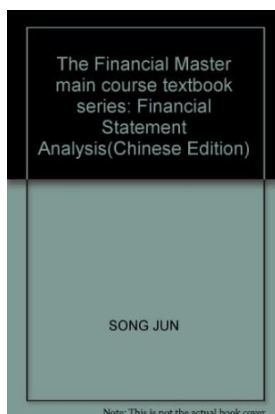 The Financial Master
main course textbook
series: Financial
Statement
Analysis(Chinese Edition)
SONG JUN
Note: This is not the actual book cover